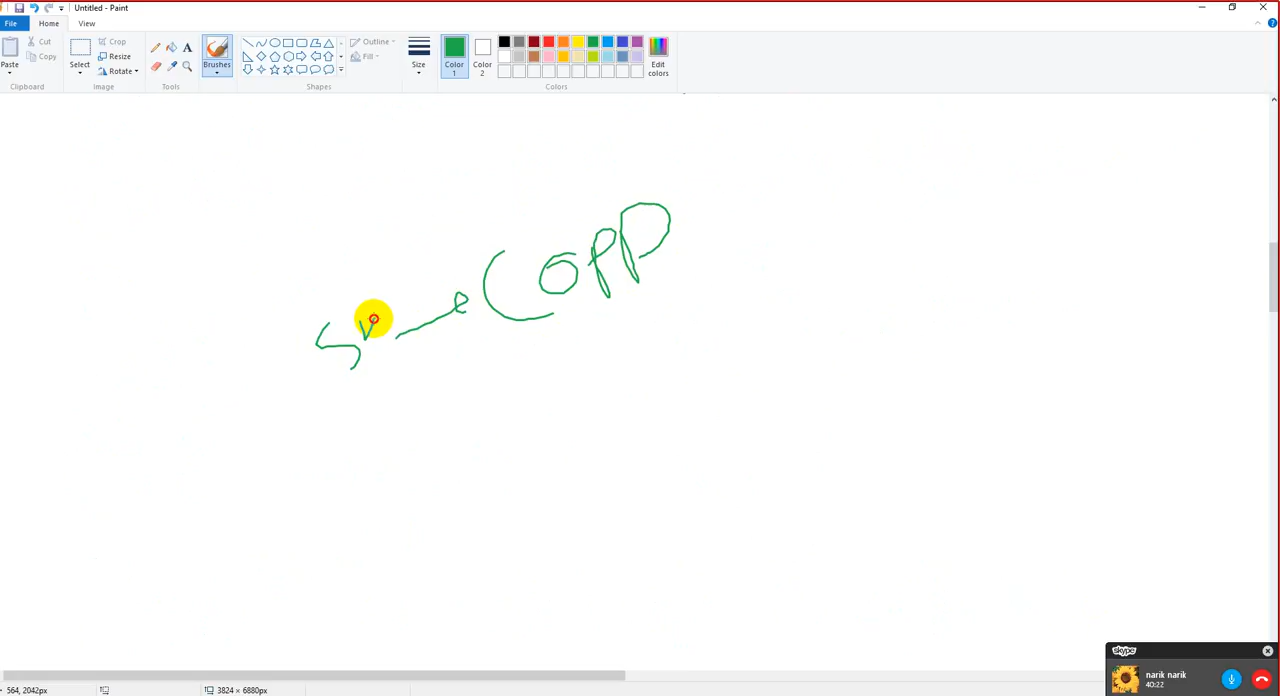 Untitled - Paint
File
Home
View
Paste
Cut
Copy
Clipboard
Select
Crop
Resize
Rotate
Image
Tools
Brushes
Shapes
Outline
Fill
Size
Color 1
Color 2
Edit colors
Colors
564, 2042px
3824 × 6880px
skype
narik narik
40:22